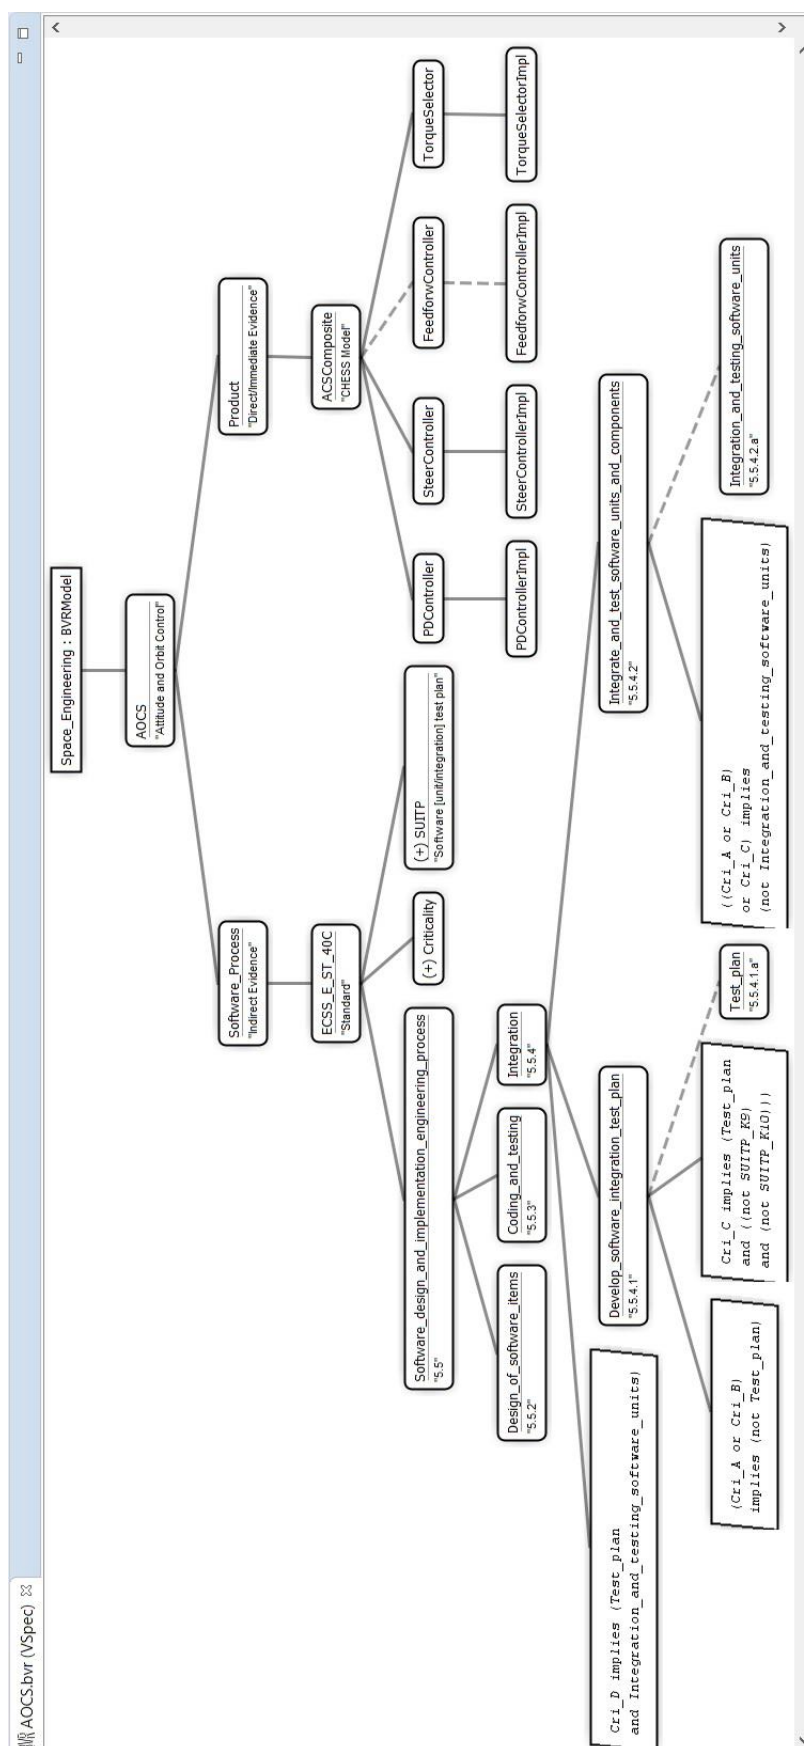 AOCS.bvr (VSpec)
Space_Engineering : BVRModel
AOCS
"Attitude and Orbit Control"
Software_Process
"Indirect Evidence"
Product
"Direct/Immediate Evidence"
ECSS_E_ST_40C
"Standard"
ACSComposite
"CHESS Model"
Software_design_and_implementation_engineering_process
"5.5"
(+) Criticality
(+) SUITP
"Software [unit/integration] test plan"
PDController
SteerController
FeedforwController
TorqueSelector
Design_of_software_items
"5.5.2"
Coding_and_testing
"5.5.3"
Integration
"5.5.4"
PDControllerImpl
SteerControllerImpl
FeedforwControllerImpl
TorqueSelectorImpl
Cri_D implies (Test_plan
and Integration_and_testing_software_units)
Develop_software_integration_test_plan
"5.5.4.1"
Integrate_and_test_software_units_and_components
"5.5.4.2"
(Cri_A or Cri_B)
implies (not Test_plan)
Cri_C implies (Test_plan
and ((not SUITP_K9)
and (not SUITP_K10)))
Test_plan
"5.5.4.1.a"
((Cri_A or Cri_B)
or Cri_C) implies
(not Integration_and_testing_software_units)
Integration_and_testing_software_units
"5.5.4.2.a"